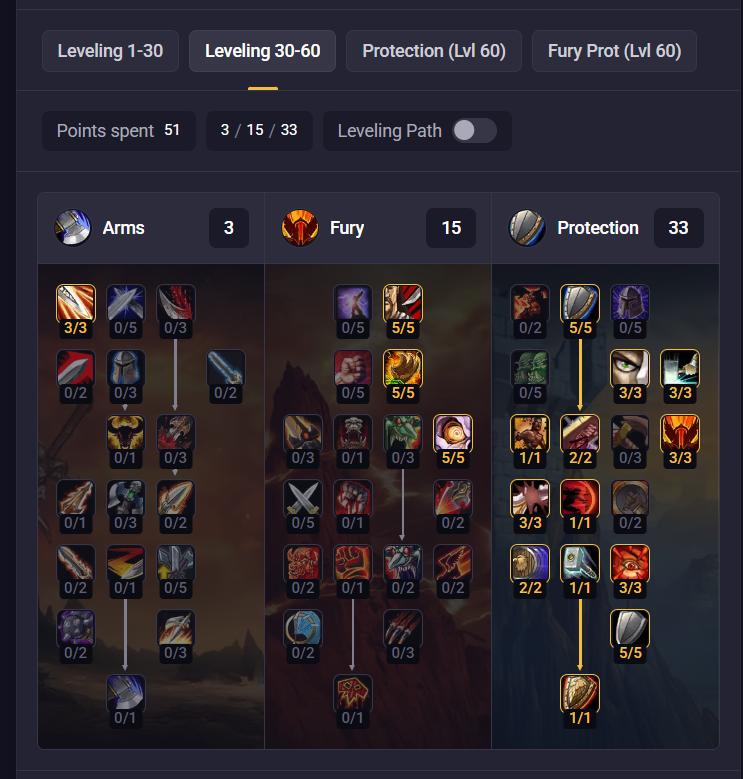 Leveling 1-30 Leveling 30-60 Protection (Lvl 60) Fury Prot (Lvl 60)
Points spent 51 3 / 15 / 33 Leveling Path
Arms 3 Fury 15 Protection 33
3/3 0/5 0/3 0/5 5/5 0/2 5/5 0/5
0/2 0/3 0/2 0/5 5/5 0/5 3/3 3/3
0/1 0/3 0/3 0/1 0/3 5/5 1/1 2/2 0/3 3/3
0/1 0/3 0/2 0/5 0/1 0/2 3/3 1/1 0/2
0/2 0/1 0/5 0/2 0/1 0/2 0/2 2/2 1/1 3/3
0/2 0/3 0/2 0/3 5/5
0/1 0/1 1/1